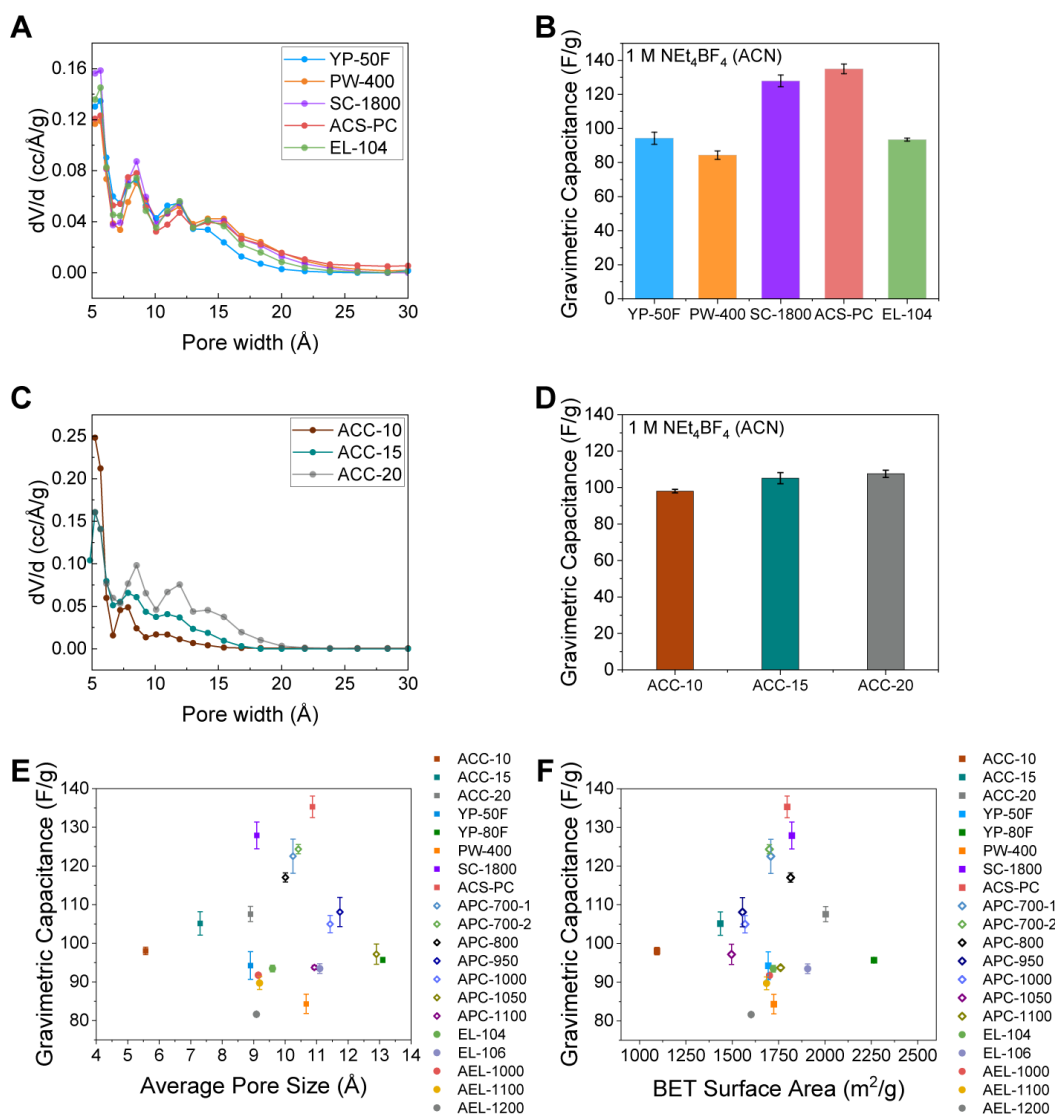 A
dV/d (cc/Å/g)
0.16
0.12
0.08
0.04
0.00
YP-50F
PW-400
SC-1800
ACS-PC
EL-104
5 10 15 20 25 30
Pore width (Å)
B
Gravimetric Capacitance (F/g)
140
120
100
80
60
40
20
0
1 M NEt₄BF₄ (ACN)
YP-50F PW-400 SC-1800 ACS-PC EL-104
C
dV/d (cc/Å/g)
0.25
0.20
0.15
0.10
0.05
0.00
ACC-10
ACC-15
ACC-20
5 10 15 20 25 30
Pore width (Å)
D
Gravimetric Capacitance (F/g)
140
120
100
80
60
40
20
0
1 M NEt₄BF₄ (ACN)
ACC-10 ACC-15 ACC-20
E
Gravimetric Capacitance (F/g)
140
130
120
110
100
90
80
4 5 6 7 8 9 10 11 12 13 14
Average Pore Size (Å)
ACC-10
ACC-15
ACC-20
YP-50F
YP-80F
PW-400
SC-1800
ACS-PC
APC-700-1
APC-700-2
APC-800
APC-950
APC-1000
APC-1050
APC-1100
EL-104
EL-106
AEL-1000
AEL-1100
AEL-1200
F
Gravimetric Capacitance (F/g)
140
130
120
110
100
90
80
1000 1250 1500 1750 2000 2250 2500
BET Surface Area (m²/g)
ACC-10
ACC-15
ACC-20
YP-50F
YP-80F
PW-400
SC-1800
ACS-PC
APC-700-1
APC-700-2
APC-800
APC-950
APC-1000
APC-1050
APC-1100
EL-104
EL-106
AEL-1000
AEL-1100
AEL-1200